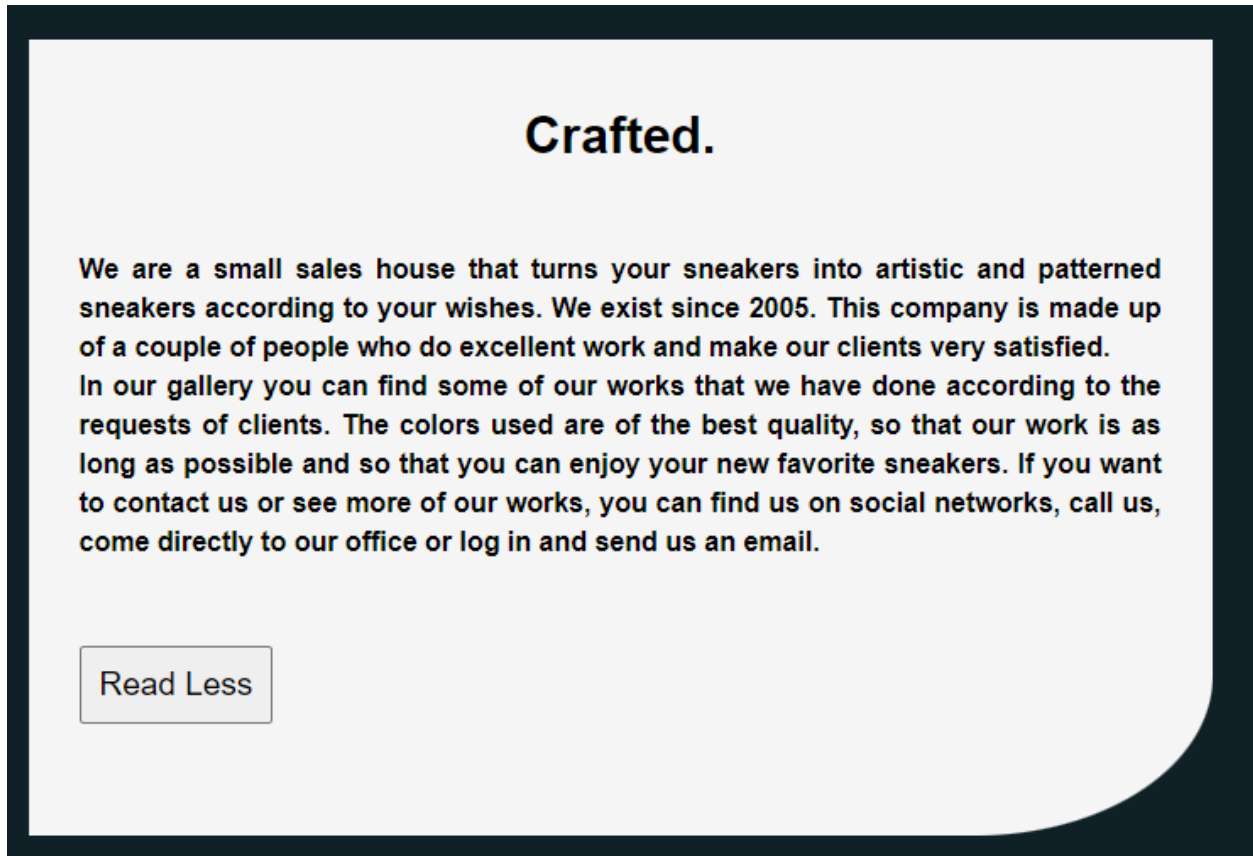 Crafted.
We are a small sales house that turns your sneakers into artistic and patterned
sneakers according to your wishes. We exist since 2005. This company is made up
of a couple of people who do excellent work and make our clients very satisfied.
In our gallery you can find some of our works that we have done according to the
requests of clients. The colors used are of the best quality, so that our work is as
long as possible and so that you can enjoy your new favorite sneakers. If you want
to contact us or see more of our works, you can find us on social networks, call us,
come directly to our office or log in and send us an email.
Read Less